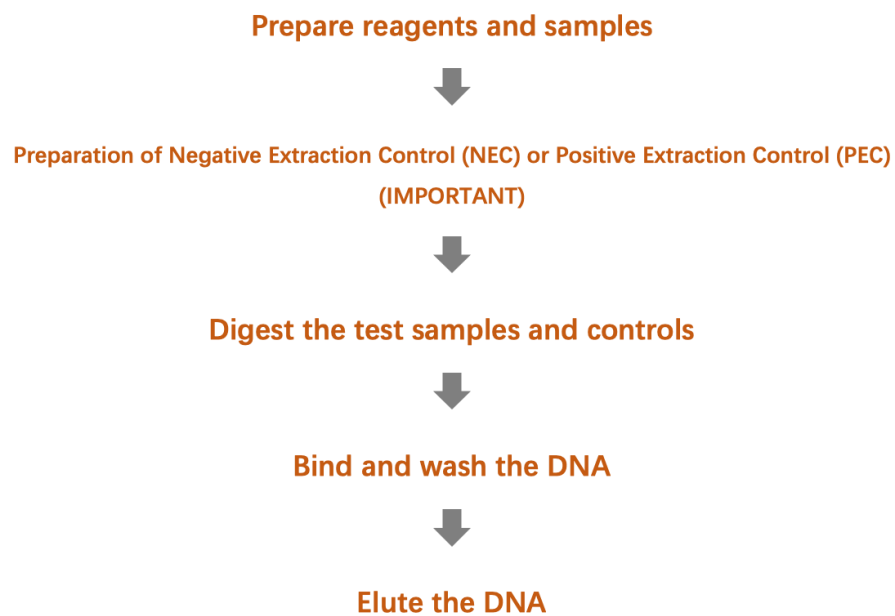 Prepare reagents and samples
Preparation of Negative Extraction Control (NEC) or Positive Extraction Control (PEC)
(IMPORTANT)
Digest the test samples and controls
Bind and wash the DNA
Elute the DNA